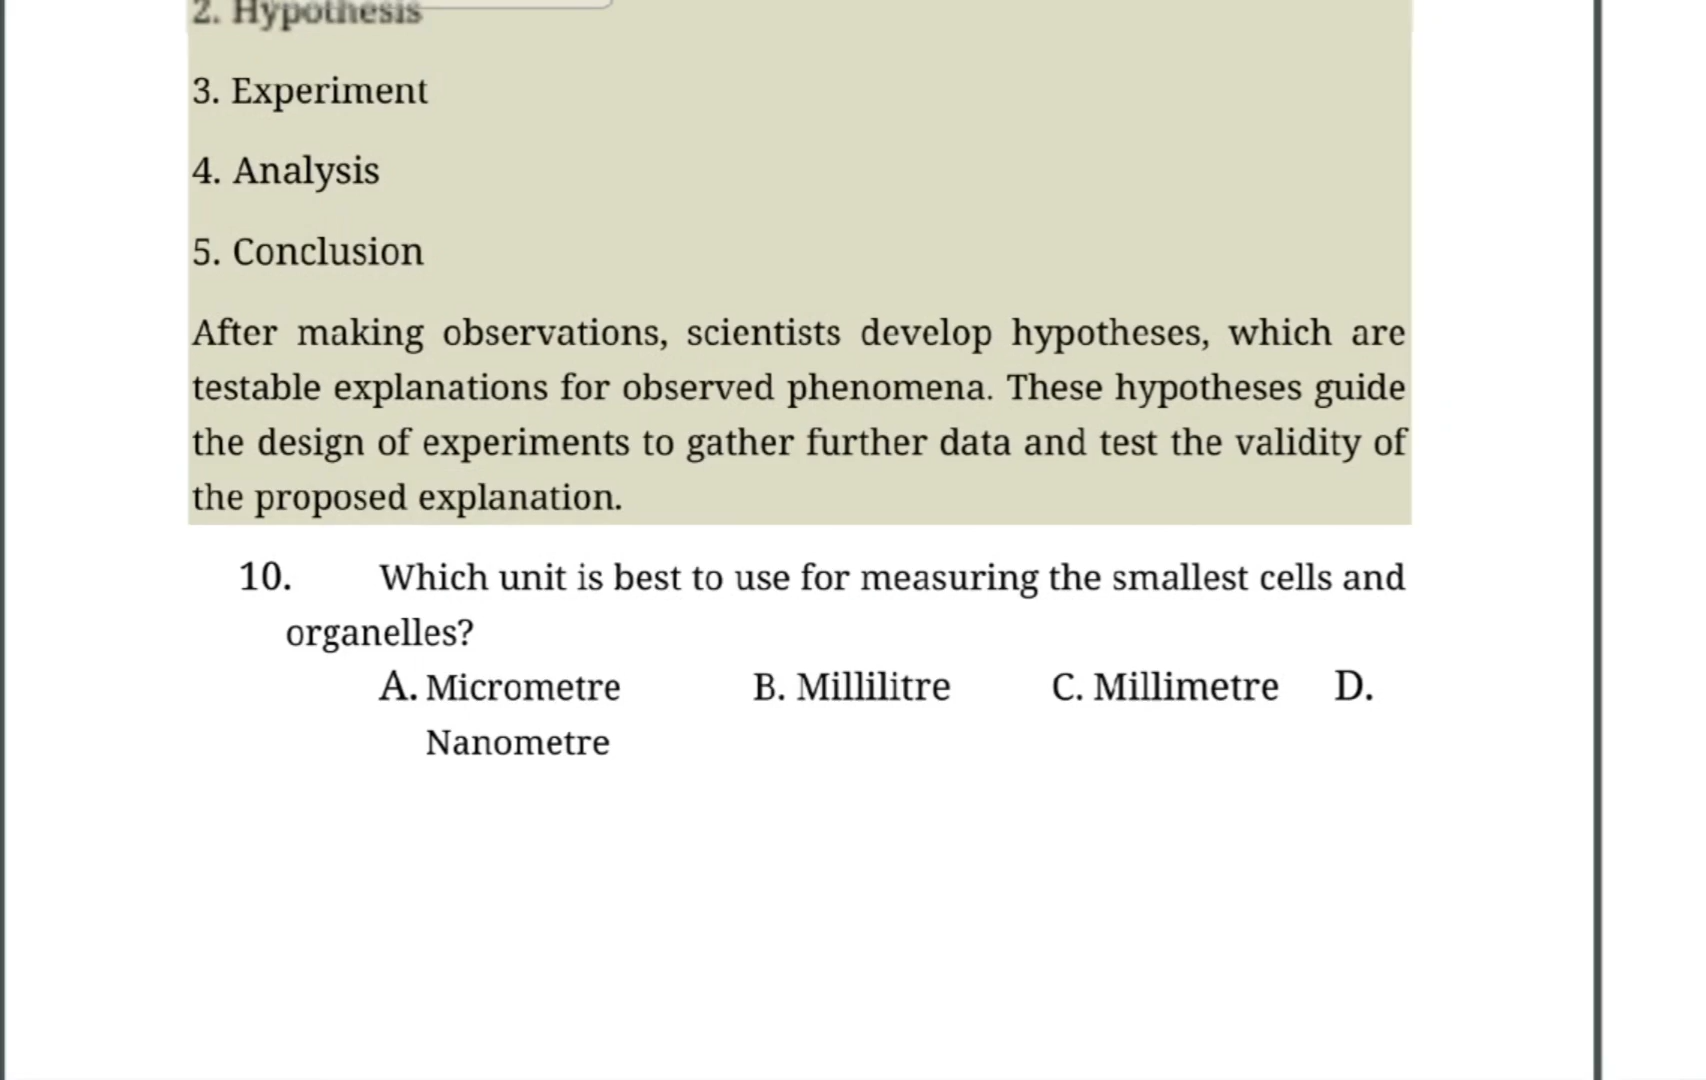 2. Hypothesis
3. Experiment
4. Analysis
5. Conclusion
After making observations, scientists develop hypotheses, which are
testable explanations for observed phenomena. These hypotheses guide
the design of experiments to gather further data and test the validity of
the proposed explanation.
10. Which unit is best to use for measuring the smallest cells and
organelles?
A. Micrometre B. Millilitre C. Millimetre D.
Nanometre